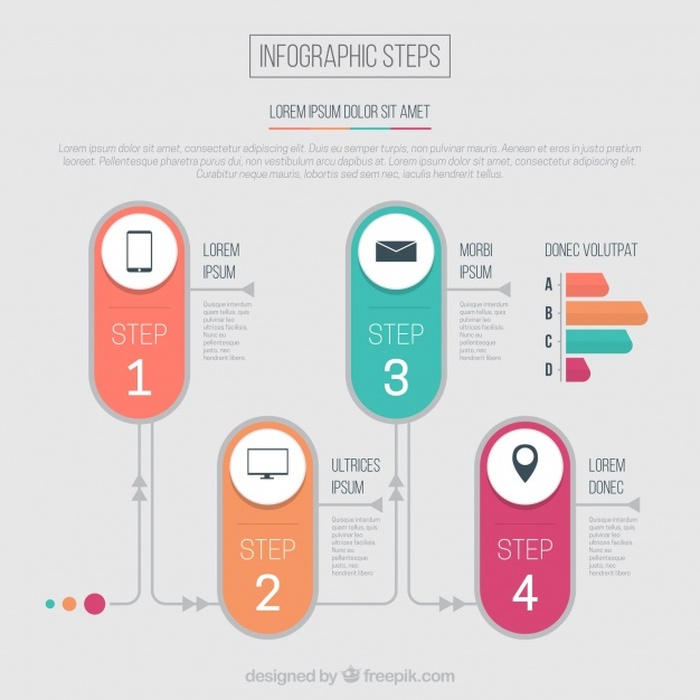 INFOGRAPHIC STEPS
LOREM IPSUM DOLOR SIT AMET
Lorem ipsum dolor sit amet, consectetur adipiscing elit. Duis eu semper turpis, non pulvinar mauris. Aenean et eros in justo pretium
laoreet. Pellentesque pharetra purus dui, non vestibulum arcu dapibus at. Lorem ipsum dolor sit amet, consectetur adipiscing elit.
Curabitur neque mauris, lobortis sed metus sed, iaculis hendrerit tellus.
STEP
1
LOREM
IPSUM
Quisque interdum
quam tellus, quis
pulvinar leo
ultrices facilisis.
Nunc eu
pellentesque
justo, nec
hendrerit libero.
STEP
2
ULTRICES
IPSUM
Quisque interdum
quam tellus, quis
pulvinar leo
ultrices facilisis.
Nunc eu
pellentesque
justo, nec
hendrerit libero
STEP
3
MORBI
IPSUM
Quisque interdum
quam tellus, quis
pulvinar leo
ultrices facilisis.
Nunc eu
pellentesque
justo, nec
hendrerit libero.
STEP
4
LOREM
DONEC
Quisque interdum
quam tellus, quis
pulvinar leo
ultrices facilisis.
Nunc eu
pellentesque
justo, nec
hendrerit libero
DONEC VOLUTPAT
A
B
C
D
designed by freepik.com